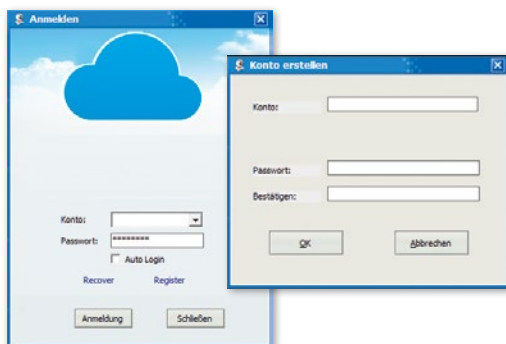 Anmelden
Konto:
Passwort: ********
Auto Login
Recover Register
Anmeldung Schließen
Konto erstellen
Konto:
Passwort:
Bestätigen:
OK Abbrechen